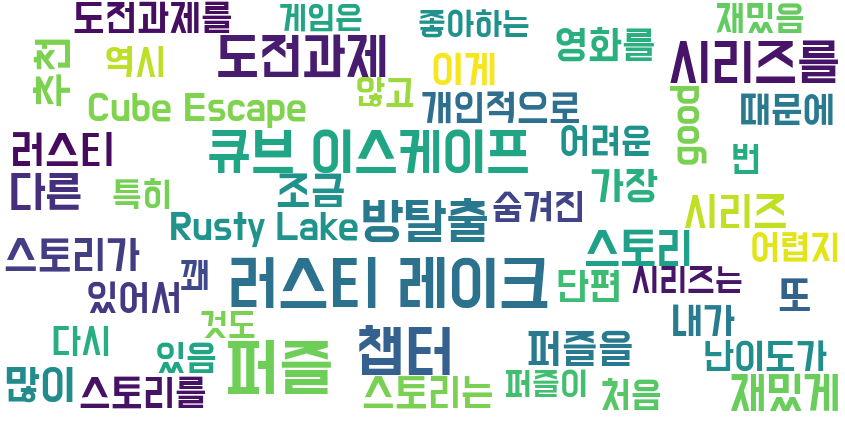 도전과제를
게임은
좋아하는
재밌음
추천
역시
도전과제
이게
영화를
시리즈를
Cube Escape
않고
개인적으로
good
때문에
러스티
큐브 이스케이프
어려운
번
다른
특히
조금
가장
Rusty Lake
방탈출
숨겨진
시리즈
스토리가
꽤
스토리
어렵지
있어서
러스티 레이크
단편
시리즈는
또
것도
내가
다시
있음
퍼즐
챕터
퍼즐을
난이도가
많이
스토리를
스토리는
퍼즐이
처음
재밌게